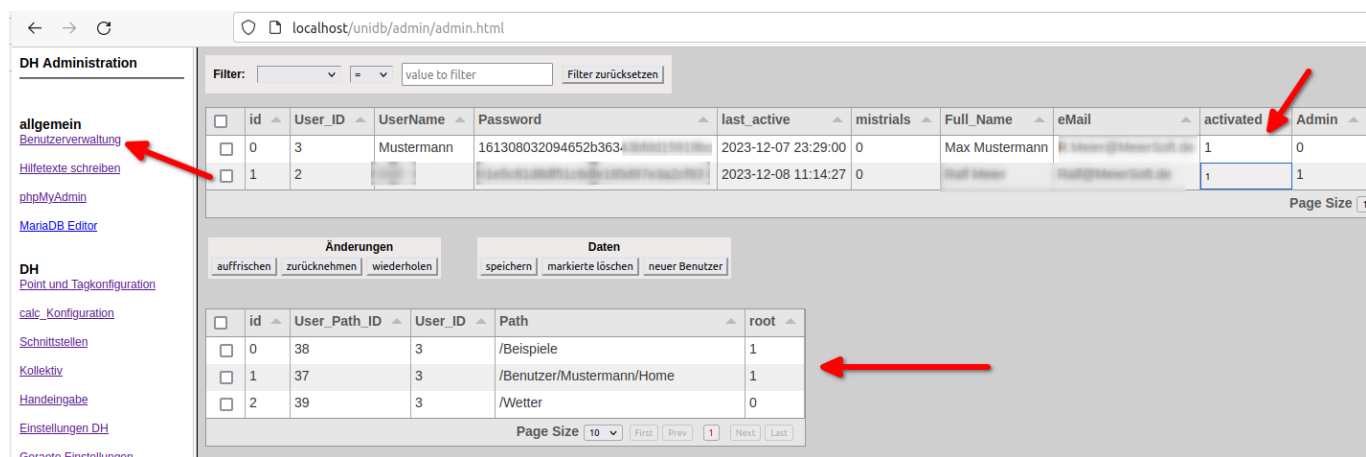 localhost/unidb/admin/admin.html
DH Administration
allgemein
Benutzerverwaltung
Hilfetexte schreiben
phpMyAdmin
MariaDB Editor
DH
Point und Tagkonfiguration
calc_Konfiguration
Schnittstellen
Kollektiv
Handeingabe
Einstellungen DH
Geraete Einstellungen
Filter: = value to filter Filter zurücksetzen
id User_ID UserName Password last_active mistrials Full_Name eMail activated Admin
0 3 Mustermann 161308032094652b363 2023-12-07 23:29:00 0 Max Mustermann 1 0
1 2 2023-12-08 11:14:27 0 1 1
Page Size 1
Änderungen Daten
auffrischen zurücknehmen wiederholen speichern markierte löschen neuer Benutzer
id User_Path_ID User_ID Path root
0 38 3 /Beispiele 1
1 37 3 /Benutzer/Mustermann/Home 1
2 39 3 /Wetter 0
Page Size 10 First Prev 1 Next Last